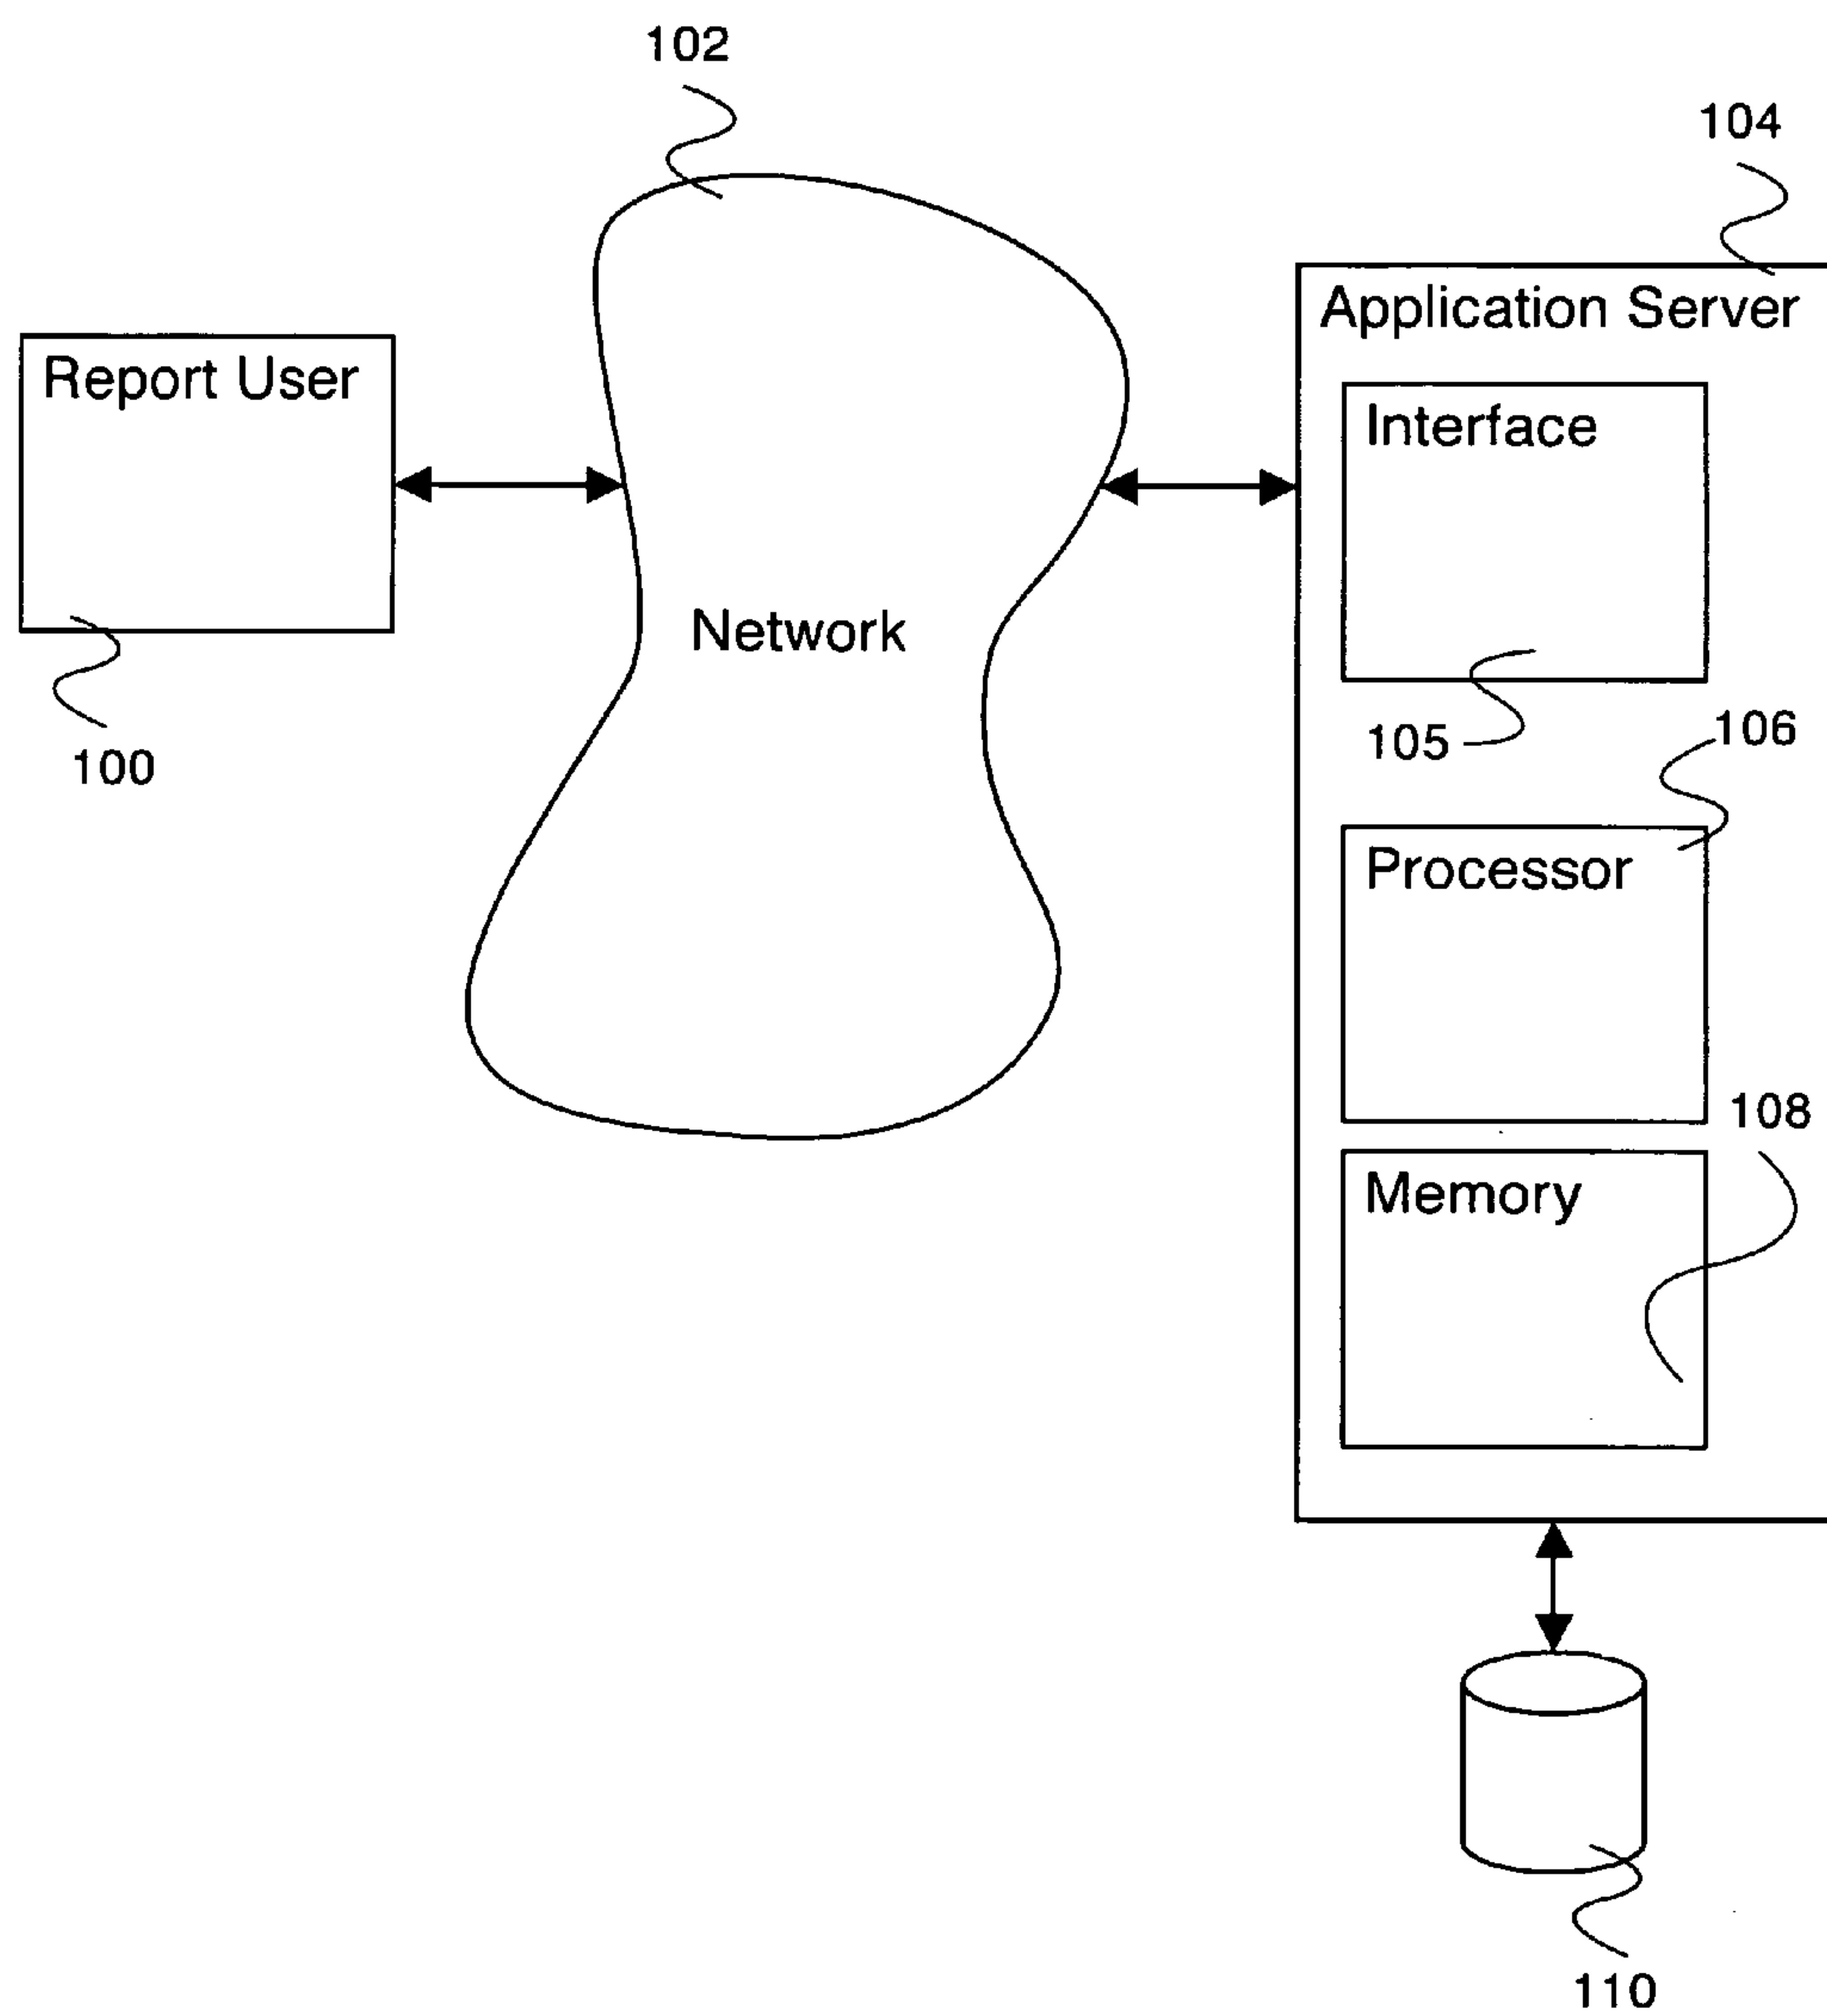 102
104
Application Server
Report User
Interface
Network
105
106
100
Processor
108
Memory
110